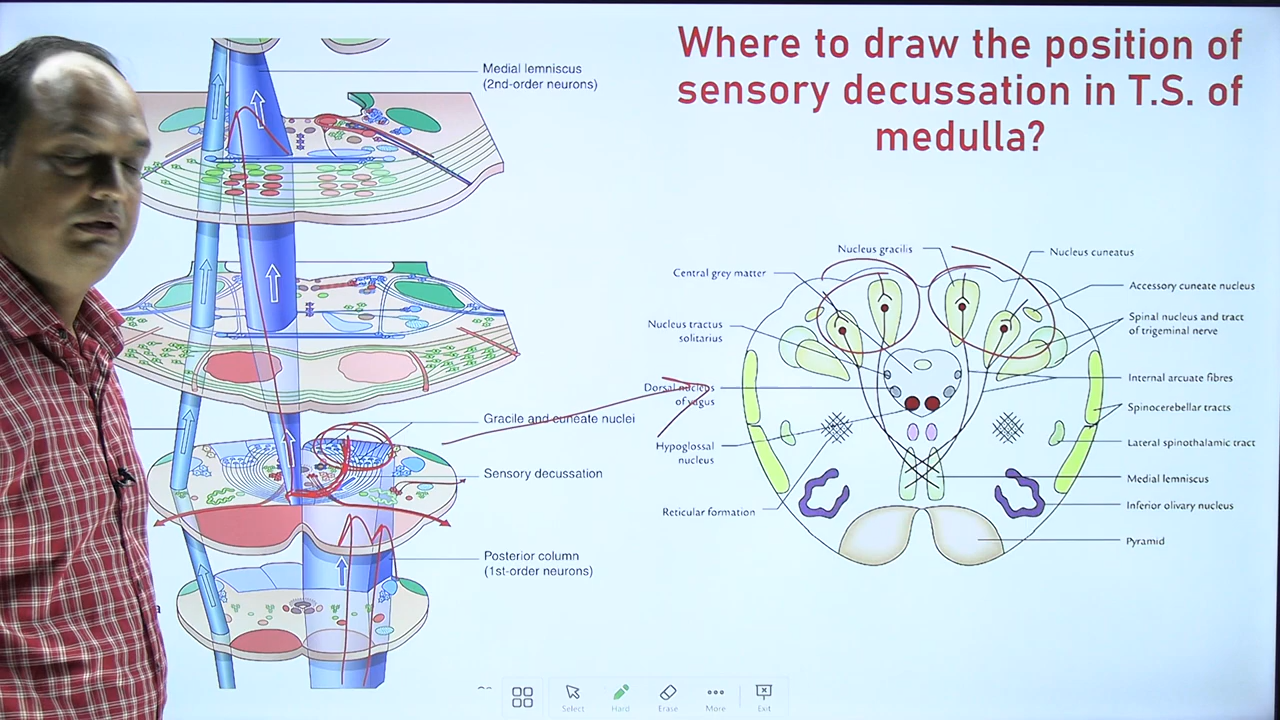 Where to draw the position of
sensory decussation in T.S. of
medulla?
Medial lemniscus
(2nd-order neurons)
Gracile and cuneate nuclei
Sensory decussation
Posterior column
(1st-order neurons)
a
Nucleus gracilis
Nucleus cuneatus
Central grey matter
Accessory cuneate nucleus
Nucleus tractus
solitarius
Spinal nucleus and tract
of trigeminal nerve
Dorsal nucleus
of vagus
Internal arcuate fibres
Spinocerebellar tracts
Hypoglossal
nucleus
Lateral spinothalamic tract
Medial lemniscus
Reticular formation
Inferior olivary nucleus
Pyramid
Select
Hard
Erase
More
Exit